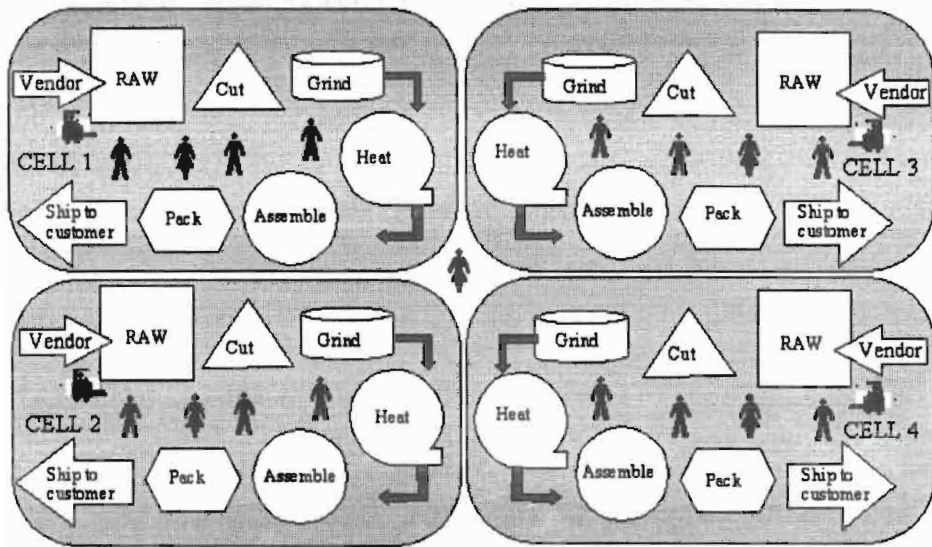 Vendor
RAW
Cut
Grind
Heat
CELL 1
Ship to
customer
Pack
Assemble
Grind
Cut
RAW
Vendor
Heat
CELL 3
Assemble
Pack
Ship to
customer
Vendor
RAW
Cut
Grind
Heat
CELL 2
Ship to
customer
Pack
Assemble
Grind
Cut
RAW
Vendor
Heat
CELL 4
Assemble
Pack
Ship to
customer